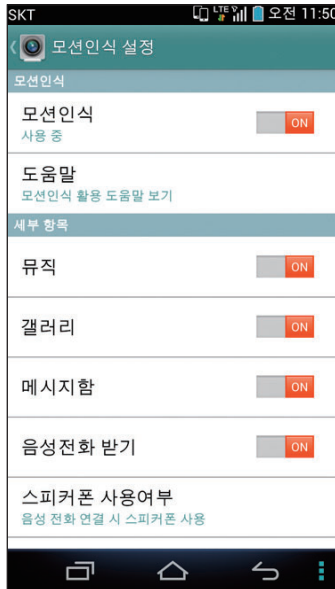 SKT LTE 오전 11:50
모션인식 설정
모션인식
모션인식 ON
사용 중
도움말
모션인식 활용 도움말 보기
세부 항목
뮤직 ON
갤러리 ON
메시지함 ON
음성전화 받기 ON
스피커폰 사용여부
음성 전화 연결 시 스피커폰 사용